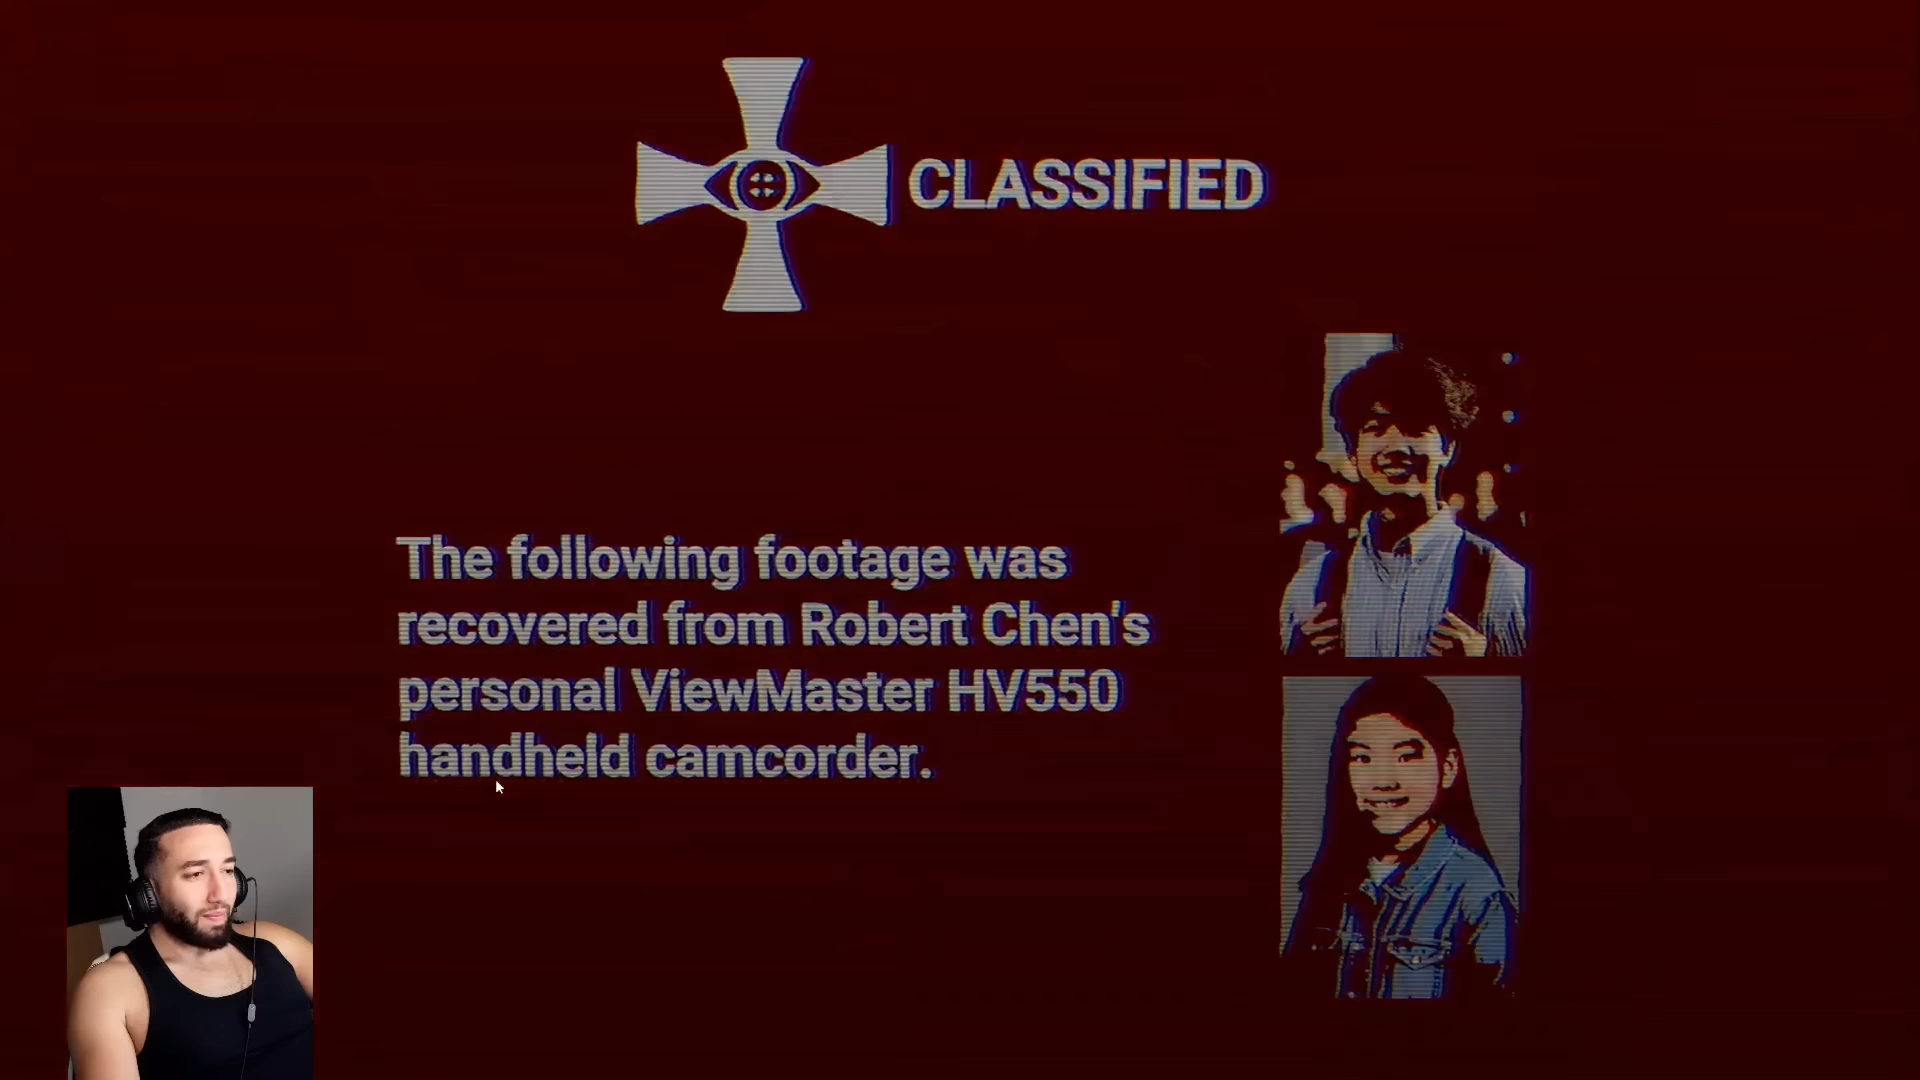 CLASSIFIED
The following footage was
recovered from Robert Chen's
personal ViewMaster HV550
handheld camcorder.